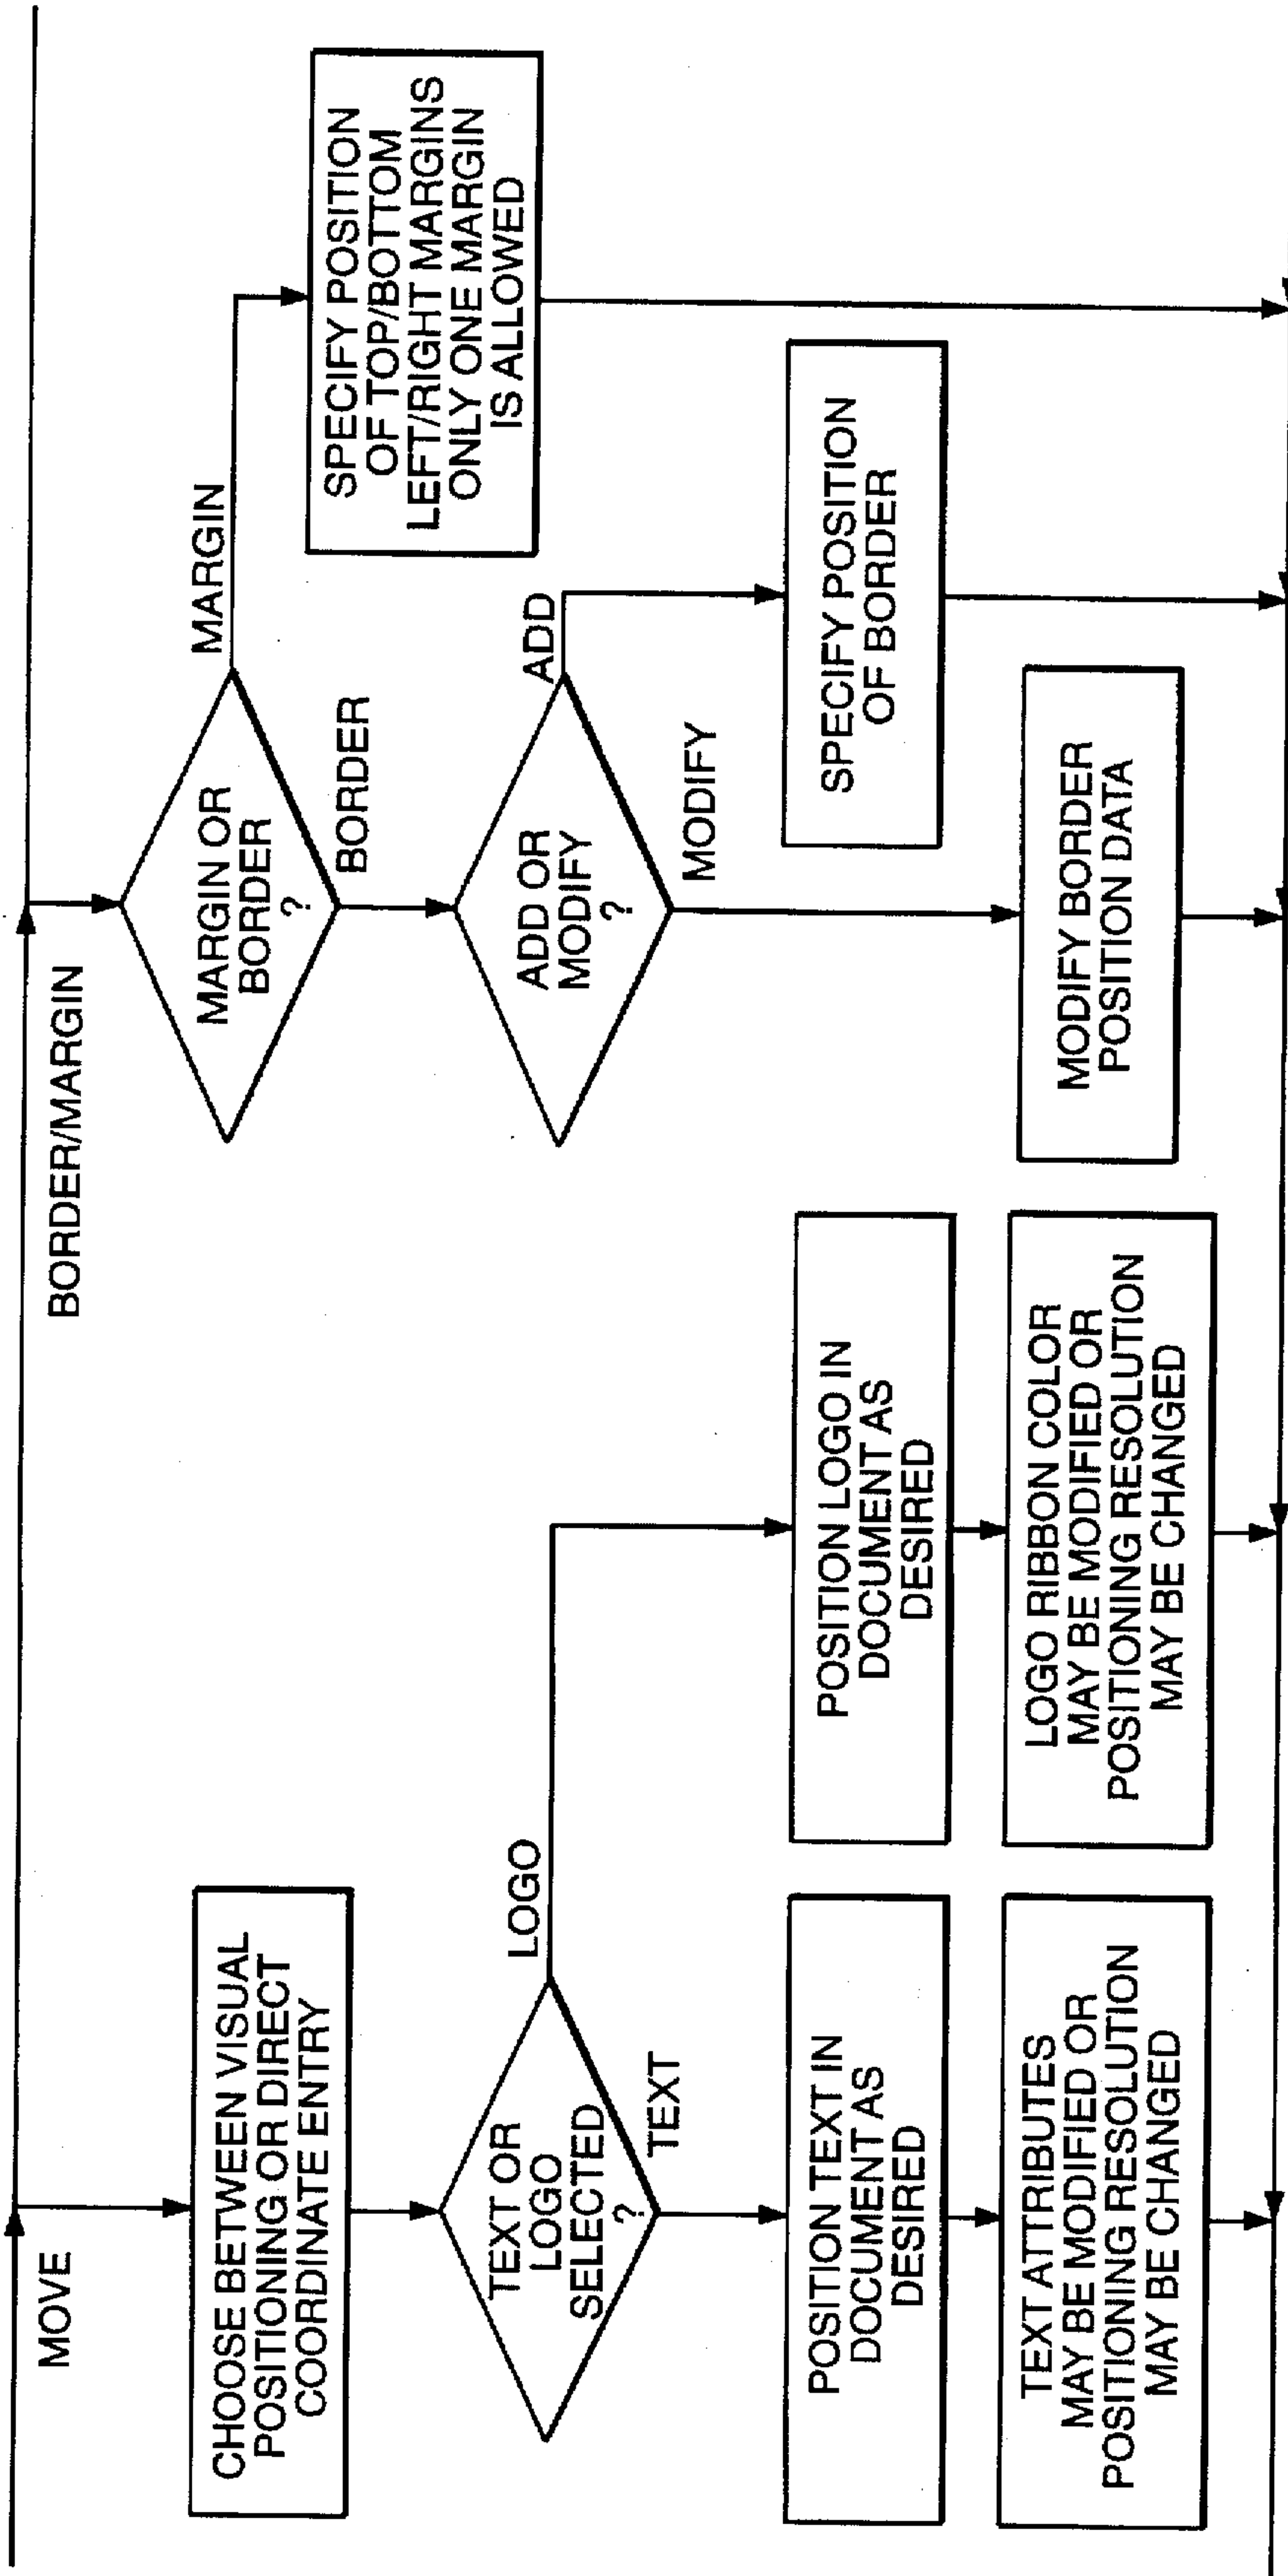 MOVE
CHOOSE BETWEEN VISUAL
POSITIONING OR DIRECT
COORDINATE ENTRY
TEXT OR
LOGO
SELECTED
?
LOGO
TEXT
POSITION TEXT IN
DOCUMENT AS
DESIRED
TEXT ATTRIBUTES
MAY BE MODIFIED OR
POSITIONING RESOLUTION
MAY BE CHANGED
POSITION LOGO IN
DOCUMENT AS
DESIRED
LOGO RIBBON COLOR
MAY BE MODIFIED OR
POSITIONING RESOLUTION
MAY BE CHANGED
BORDER/MARGIN
MARGIN OR
BORDER
?
MARGIN
BORDER
ADD OR
MODIFY
?
ADD
MODIFY
MODIFY BORDER
POSITION DATA
SPECIFY POSITION
OF BORDER
SPECIFY POSITION
OF TOP/BOTTOM
LEFT/RIGHT MARGINS
ONLY ONE MARGIN
IS ALLOWED